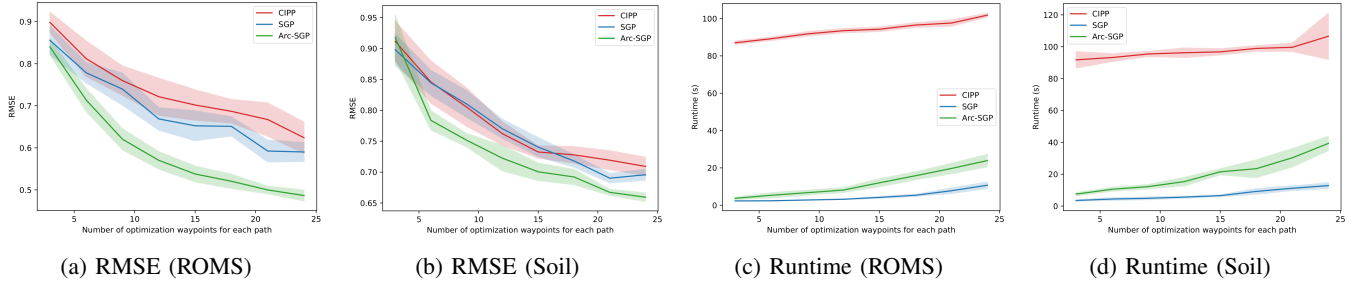 0.9
0.8
0.7
0.6
0.5
RMSE
5
10
15
20
25
Number of optimization waypoints for each path
CIPP
SGP
Arc-SGP
(a) RMSE (ROMS)
0.95
0.90
0.85
0.80
0.75
0.70
0.65
RMSE
5
10
15
20
25
Number of optimization waypoints for each path
CIPP
SGP
Arc-SGP
(b) RMSE (Soil)
100
80
60
40
20
0
Runtime (s)
5
10
15
20
25
Number of optimization waypoints for each path
CIPP
SGP
Arc-SGP
(c) Runtime (ROMS)
120
100
80
60
40
20
0
Runtime (s)
5
10
15
20
25
Number of optimization waypoints for each path
CIPP
SGP
Arc-SGP
(d) Runtime (Soil)